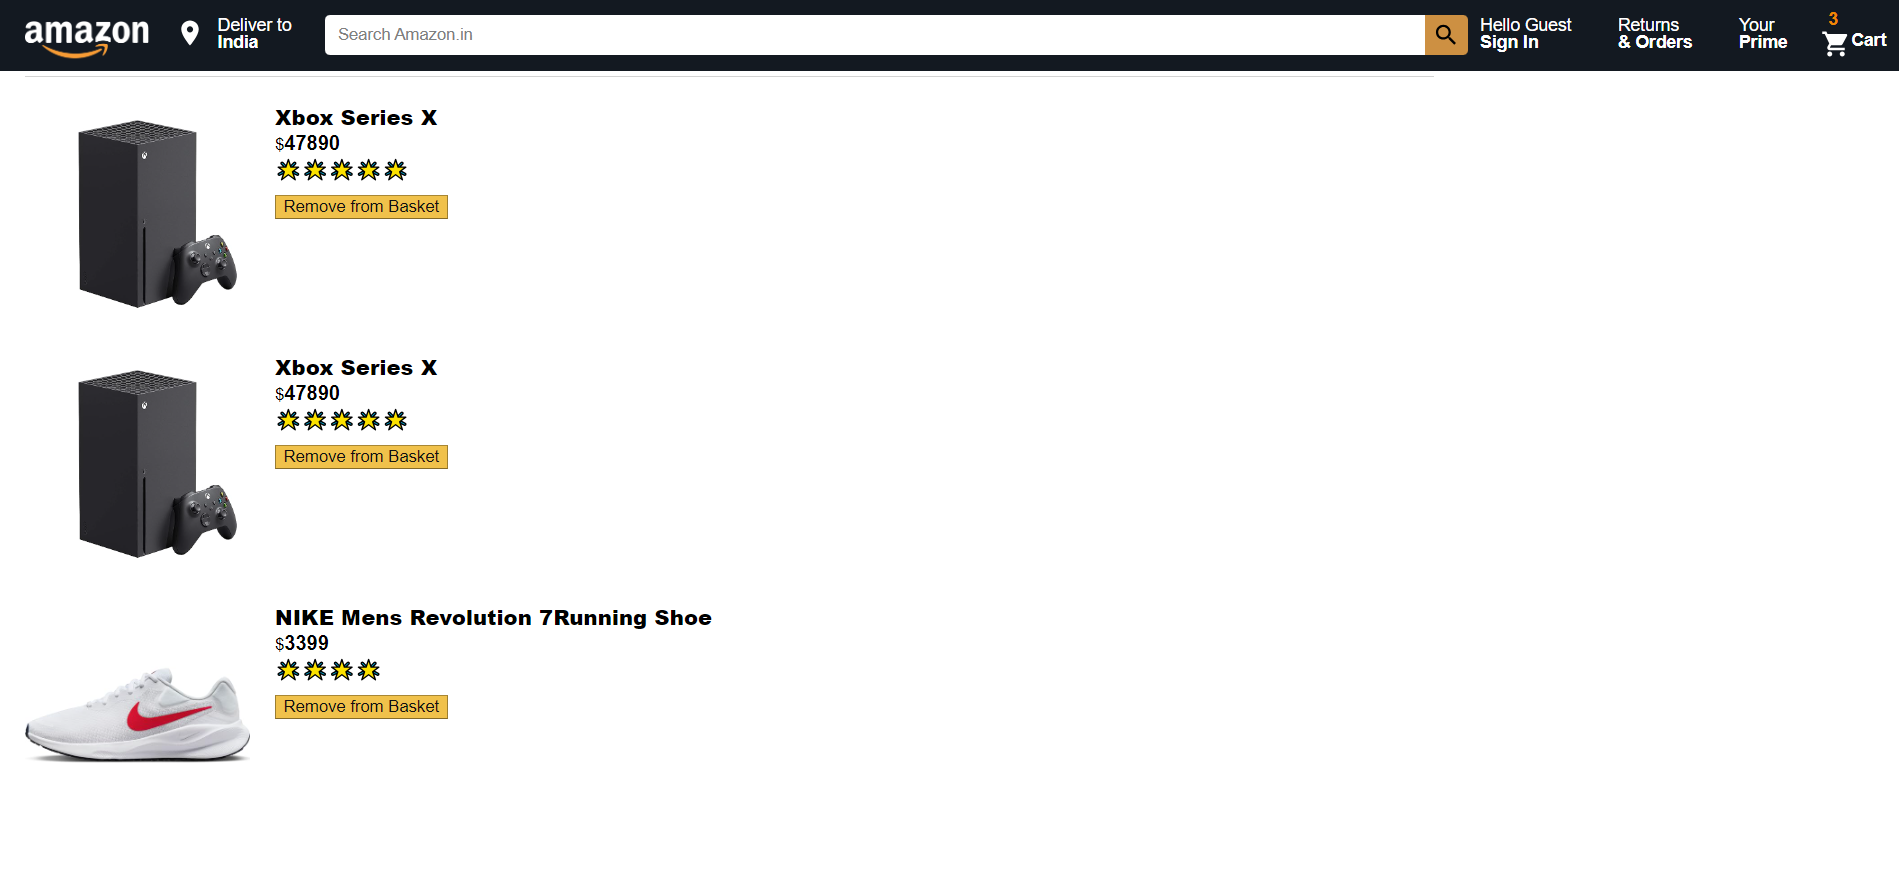 amazon
Deliver to
India
Search Amazon.in
Hello Guest
Sign In
Returns
& Orders
Your
Prime
3
Cart
Xbox Series X
$47890
Remove from Basket
Xbox Series X
$47890
Remove from Basket
NIKE Mens Revolution 7Running Shoe
$3399
Remove from Basket